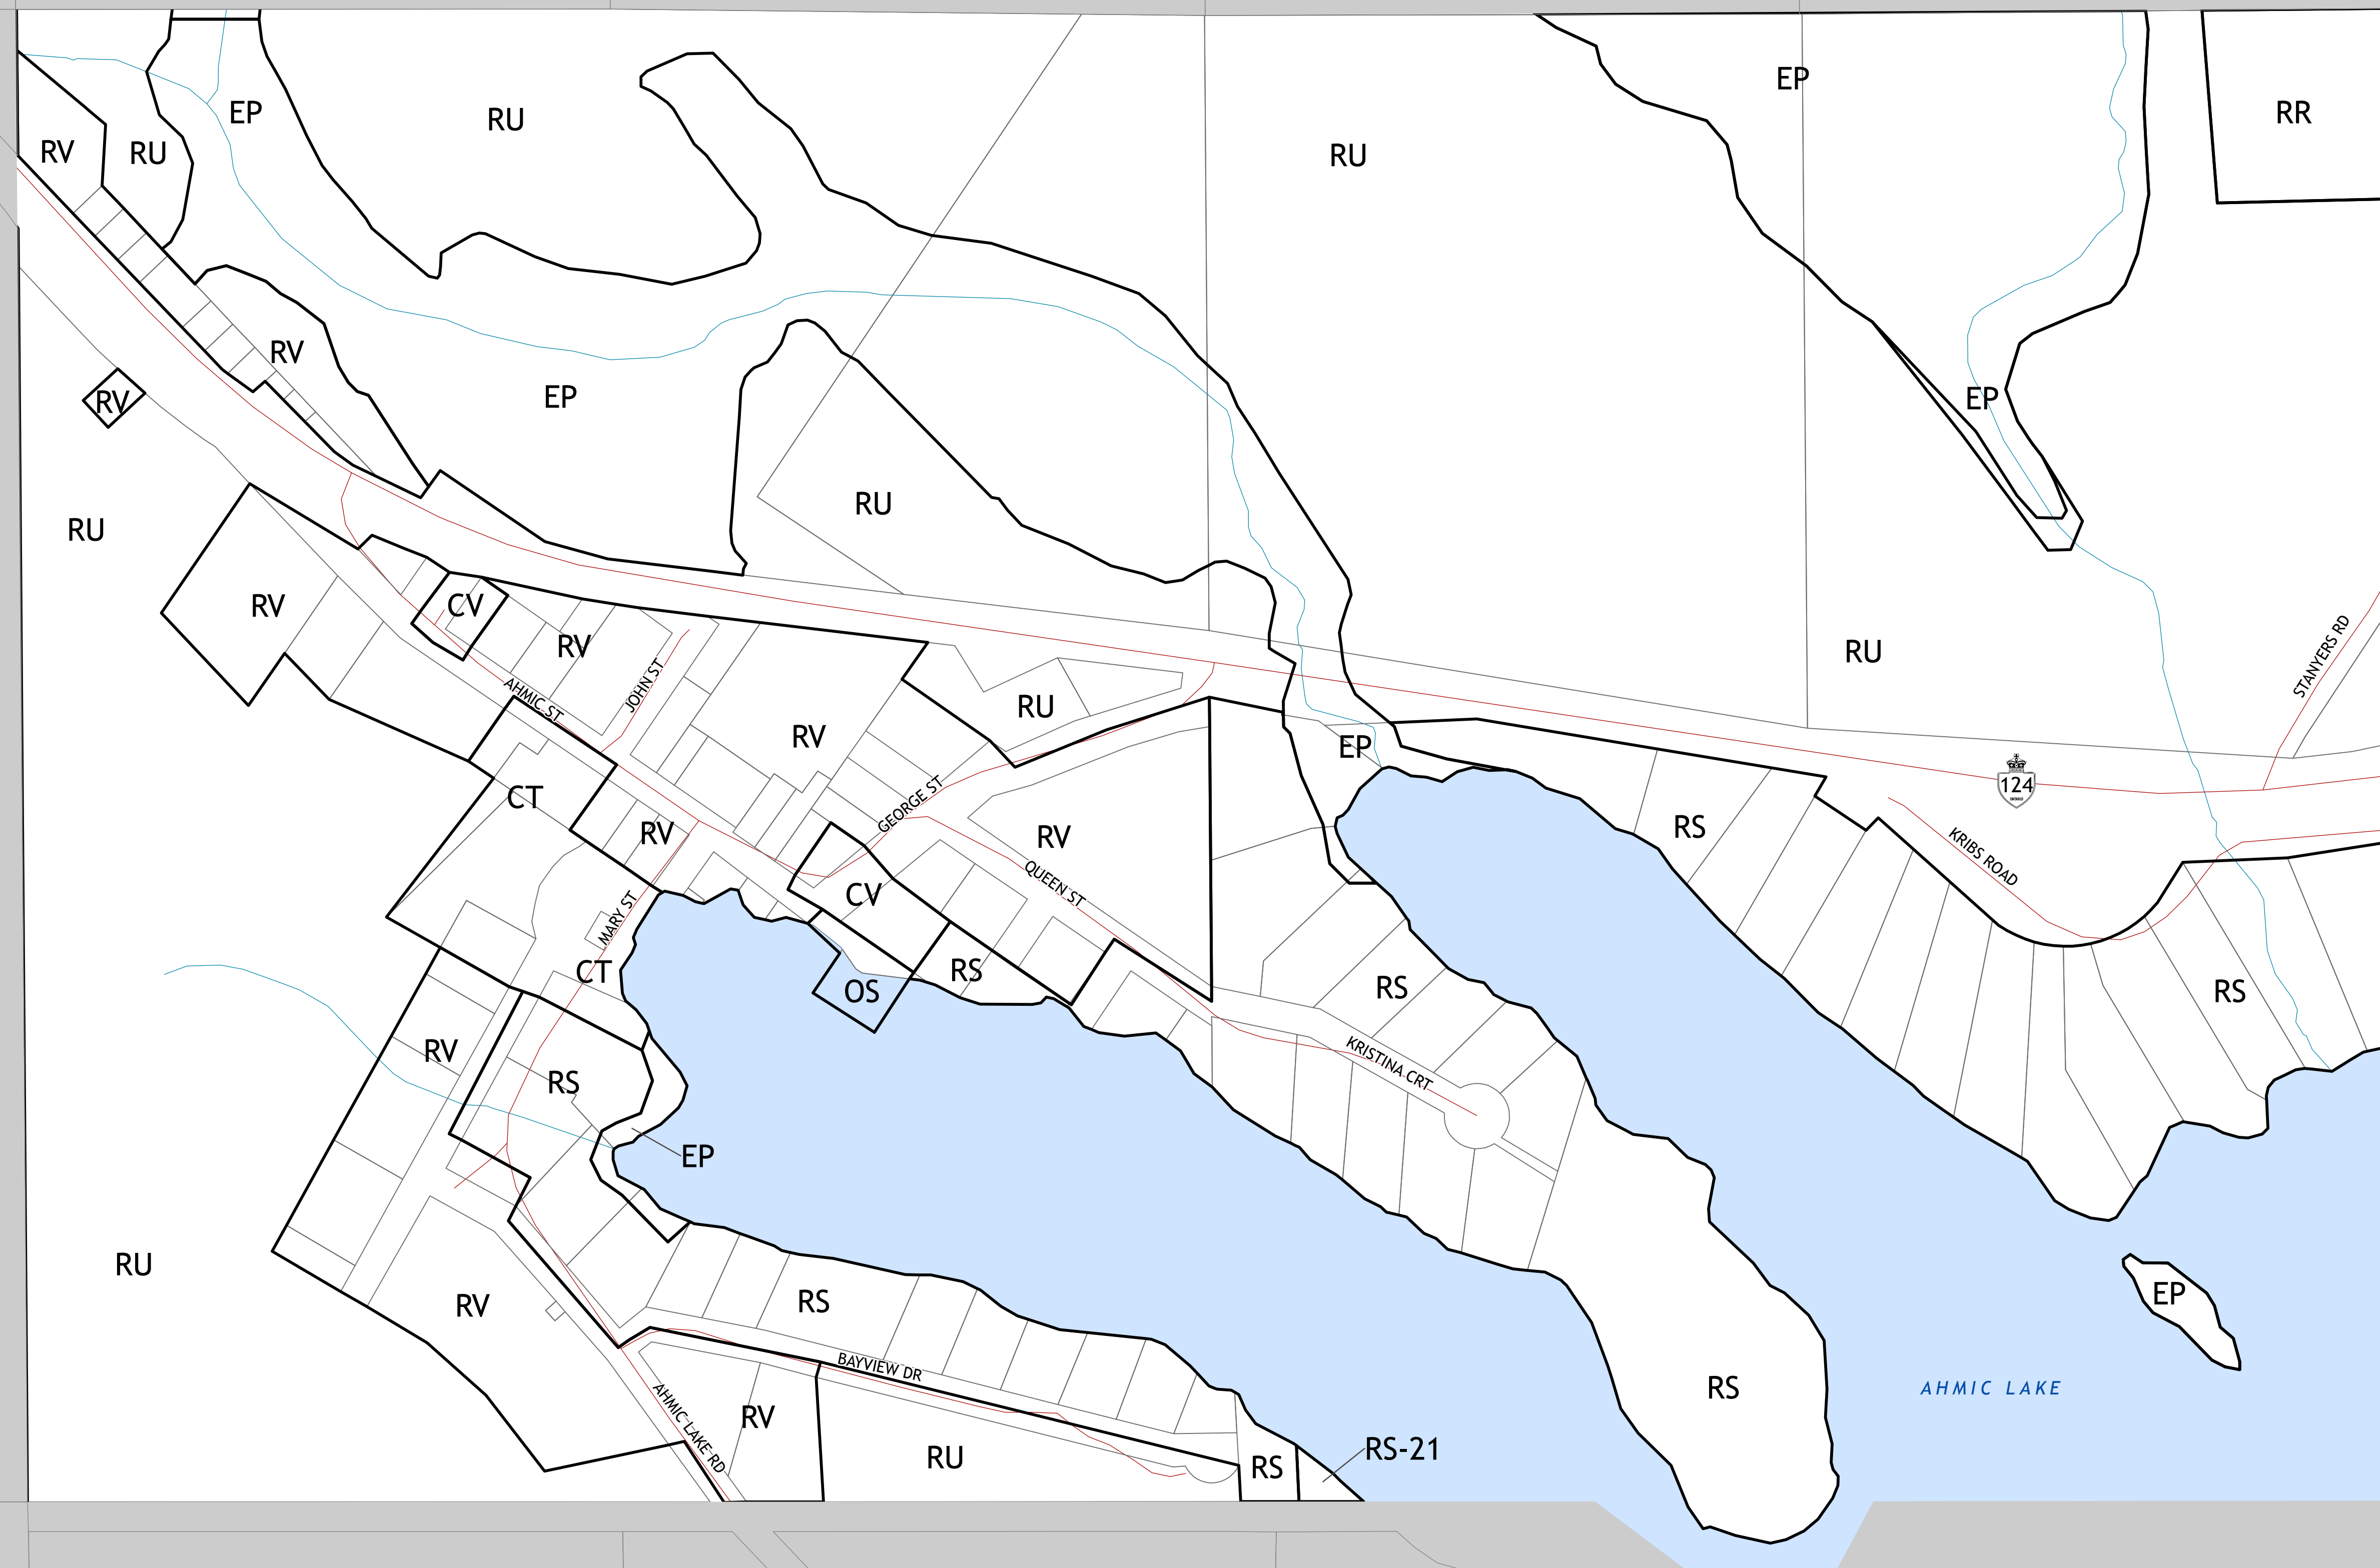 EP
RR
EP
RU
RV
RU
RU
RV
EP
RV
EP
RU
RU
CV
RV
STANYERS RD
RV
RU
JOHN ST
AHMIC ST
RU
RV
EP
124
ONTARIO
CT
GEORGE ST
RS
RV
RV
KRIBS ROAD
QUEEN ST
CV
MARY ST
RS
CT
RS
OS
RS
RV
KRISTINA CRT
RS
EP
RU
EP
RV
RS
BAYVIEW DR
RS
AHMIC LAKE
AHMIC LAKE RD
RV
RU
RS
RS-21